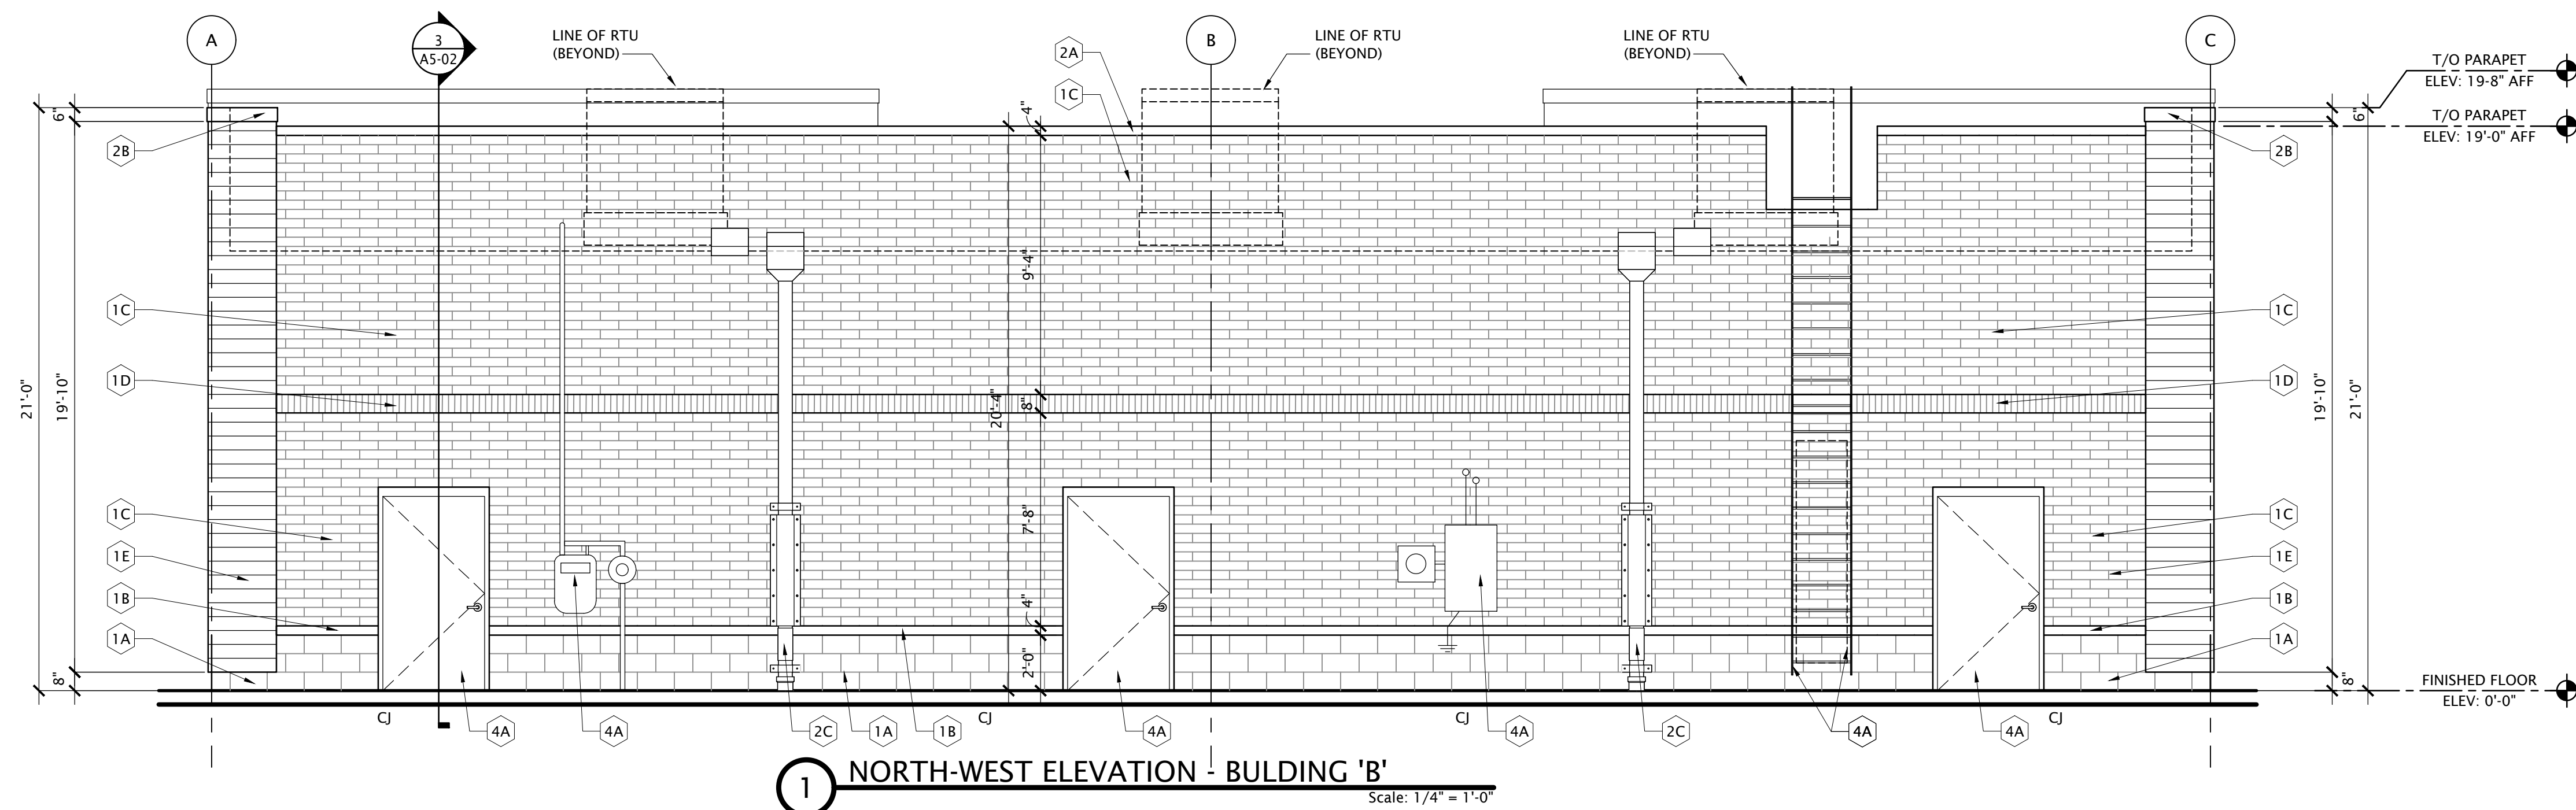 A
3
A5-02
LINE OF RTU
(BEYOND)
2A
1C
B
LINE OF RTU
(BEYOND)
LINE OF RTU
(BEYOND)
C
T/O PARAPET
ELEV: 19-8" AFF
T/O PARAPET
ELEV: 19'-0" AFF
6"
4"
6"
2B
2B
9'-4"
1C
1C
1D
1D
21'-0"
19'-10"
20'-4"
8"
19'-10"
21'-0"
1C
7'-8"
1C
1E
1E
1B
4"
1B
1A
1A
2'-0"
8"
8"
FINISHED FLOOR
ELEV: 0'-0"
CJ
CJ
CJ
CJ
4A
4A
2C
1A
1B
4A
4A
2C
4A
4A
1
NORTH-WEST ELEVATION - BULDING 'B'
Scale: 1/4" = 1'-0"